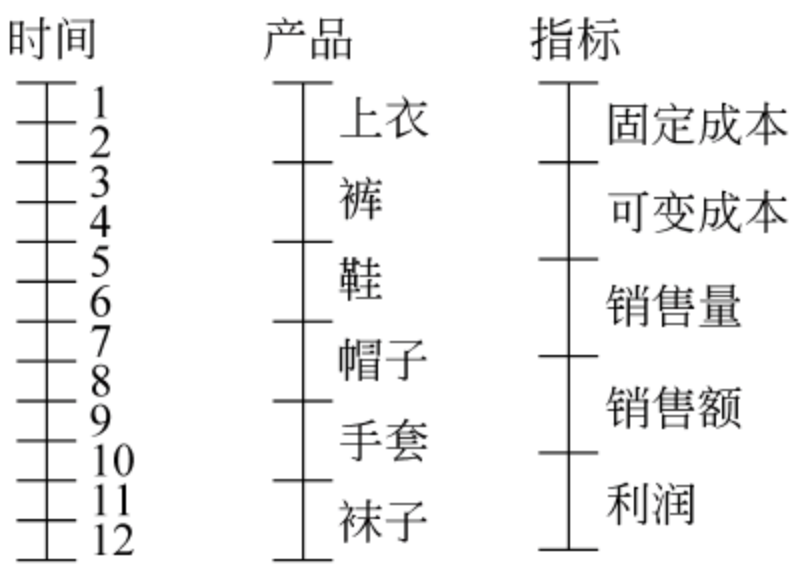 时间
1
2
3
4
5
6
7
8
9
10
11
12
产品
上衣
裤
鞋
帽子
手套
袜子
指标
固定成本
可变成本
销售量
销售额
利润